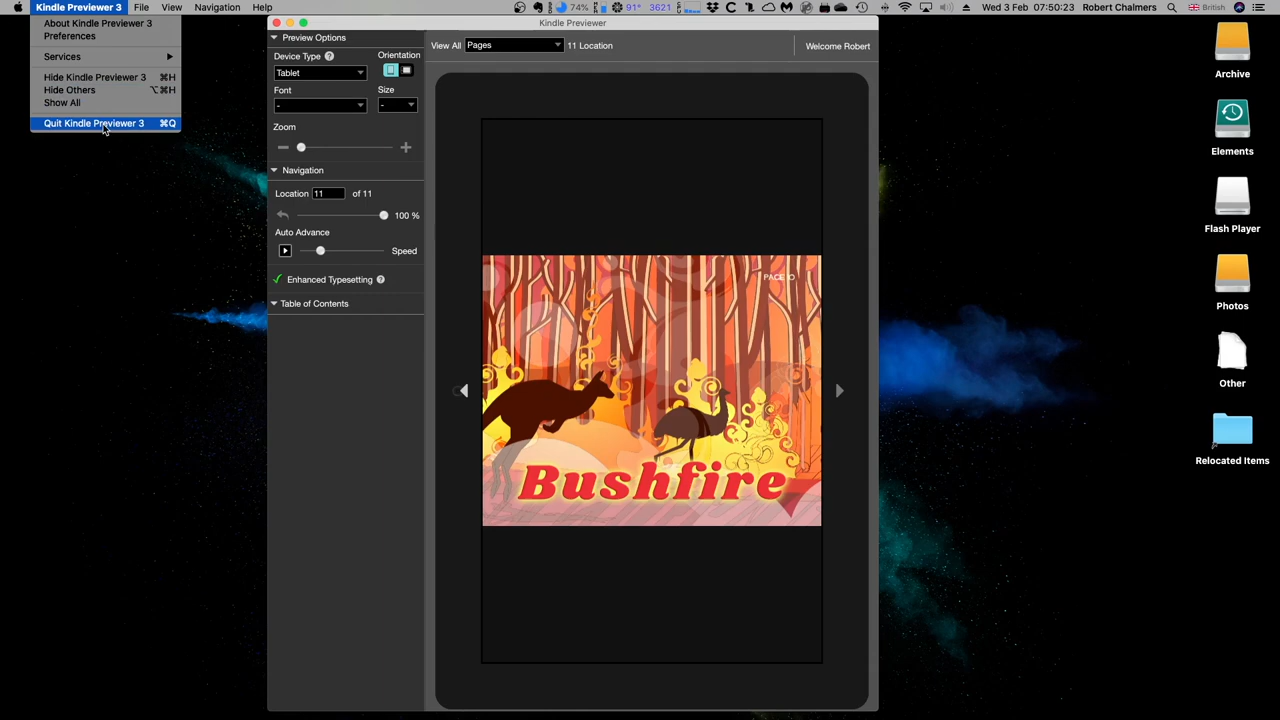 Kindle Previewer 3 File View Navigation Help 74% 91° 3621 Wed 3 Feb 07:50:23 Robert Chalmers British
About Kindle Previewer 3
Preferences
Services
Hide Kindle Previewer 3 ⌘H
Hide Others ⌥⌘H
Show All
Quit Kindle Previewer 3 ⌘Q
Kindle Previewer
Preview Options
Device Type ? Orientation
Tablet
Font Size
- -
Zoom
Navigation
Location 11 of 11
100 %
Auto Advance
Speed
Enhanced Typesetting ?
Table of Contents
View All Pages 11 Location Welcome Robert
PAGE 10
Bushfire
Archive
Elements
Flash Player
Photos
Other
Relocated Items